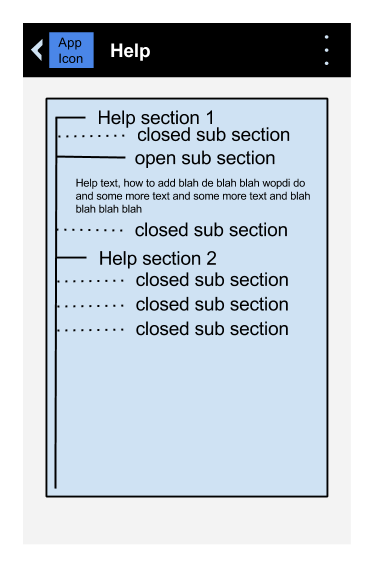 App
Icon
Help
Help section 1
closed sub section
open sub section
Help text, how to add blah de blah blah wopdi do
and some more text and some more text and blah
blah blah blah
closed sub section
Help section 2
closed sub section
closed sub section
closed sub section